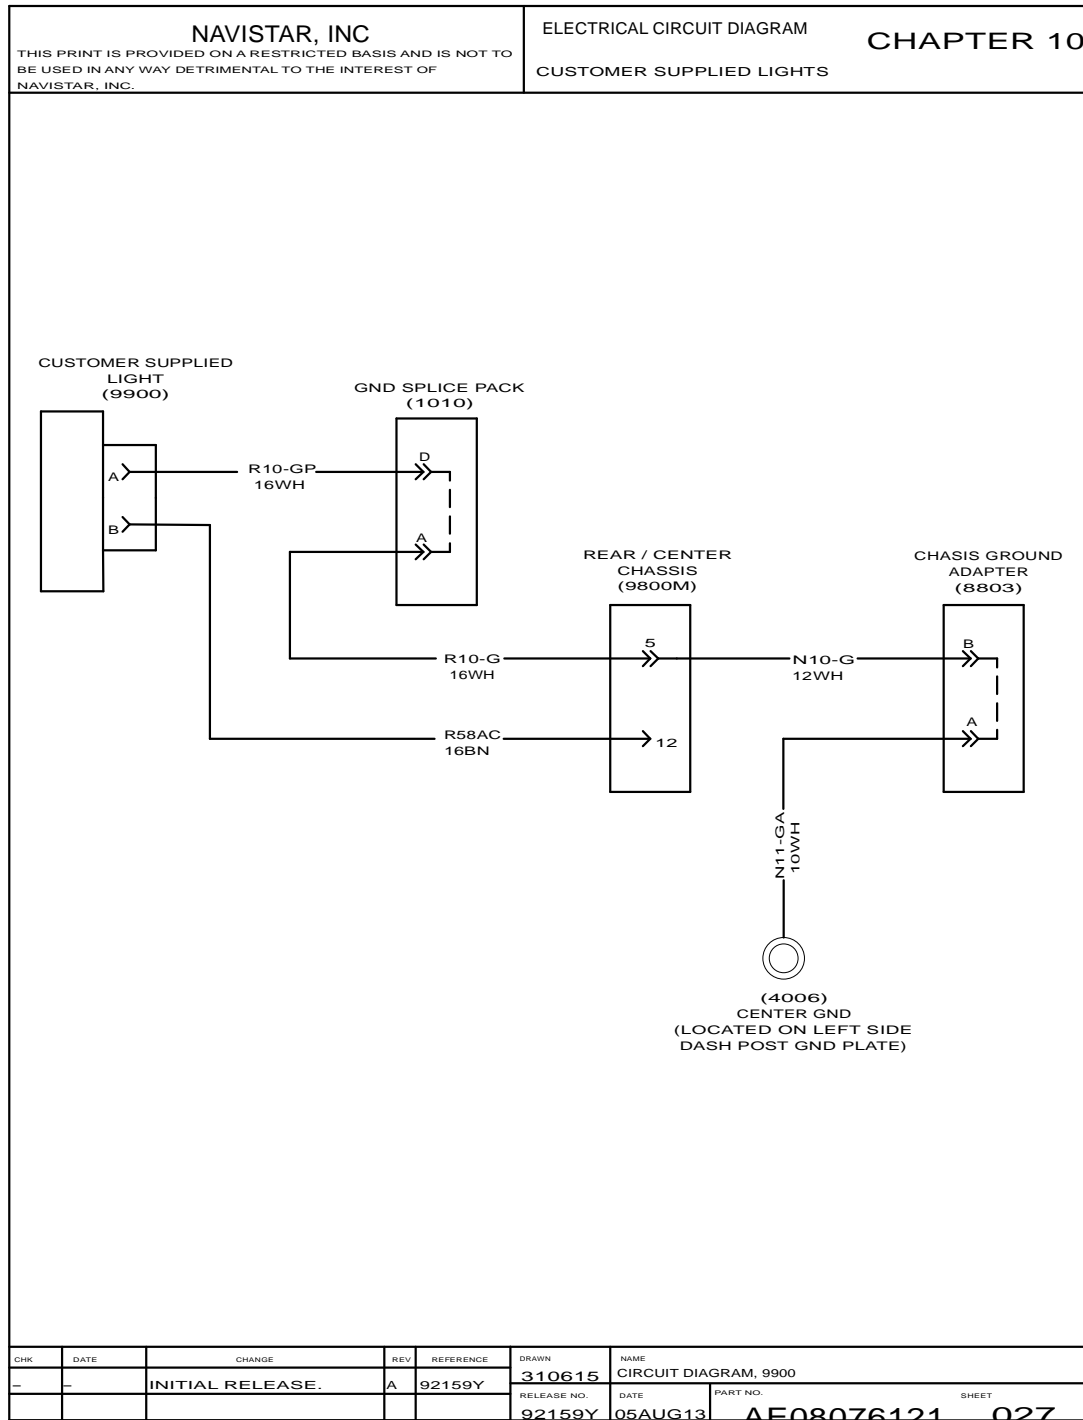 NAVISTAR, INC
THIS PRINT IS PROVIDED ON A RESTRICTED BASIS AND IS NOT TO
BE USED IN ANY WAY DETRIMENTAL TO THE INTEREST OF
NAVISTAR, INC.
ELECTRICAL CIRCUIT DIAGRAM
CUSTOMER SUPPLIED LIGHTS
CHAPTER 10
CUSTOMER SUPPLIED
LIGHT
(9900)
A
B
R10-GP
16WH
GND SPLICE PACK
(1010)
D
A
R10-G
16WH
R58AC
16BN
REAR / CENTER
CHASSIS
(9800M)
5
12
N10-G
12WH
CHASIS GROUND
ADAPTER
(8803)
B
A
N11-GA
10WH
(4006)
CENTER GND
(LOCATED ON LEFT SIDE
DASH POST GND PLATE)
CHK DATE CHANGE REV REFERENCE
– – INITIAL RELEASE. A 92159Y
DRAWN
310615
NAME
CIRCUIT DIAGRAM, 9900
RELEASE NO.
92159Y
DATE
05AUG13
PART NO.
AE08076121
SHEET
027